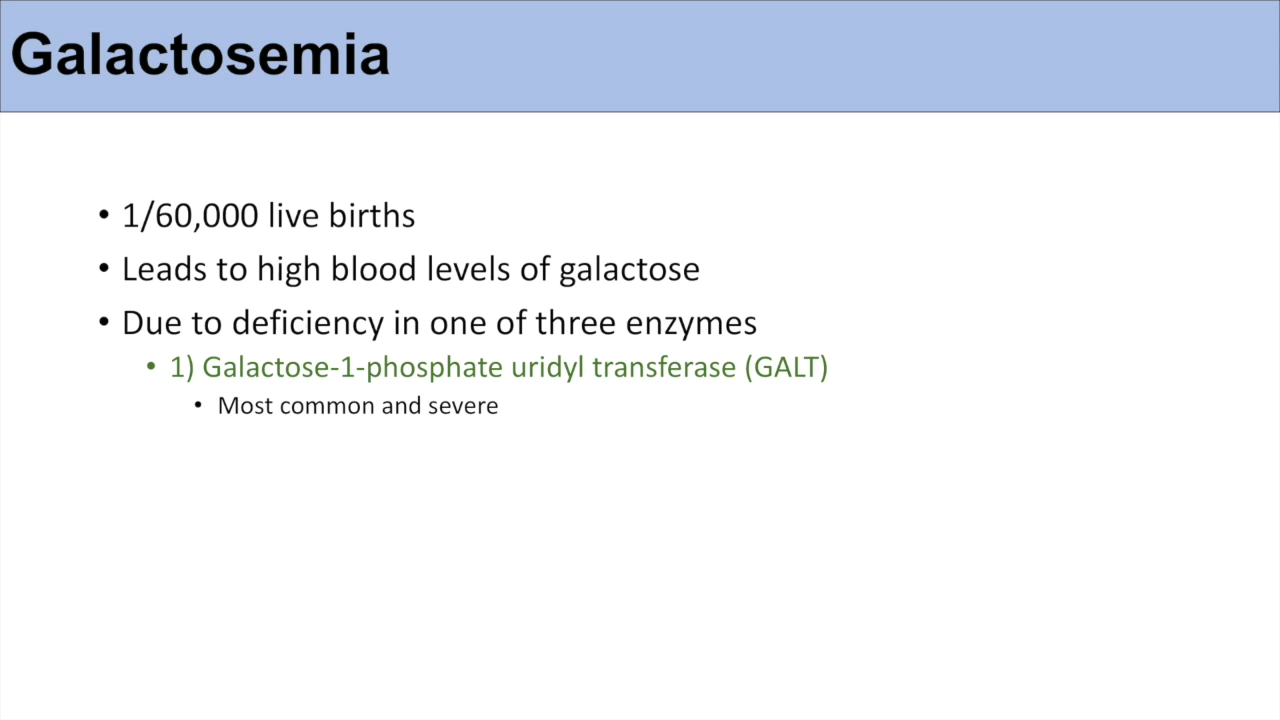 Galactosemia
• 1/60,000 live births
• Leads to high blood levels of galactose
• Due to deficiency in one of three enzymes
• 1) Galactose-1-phosphate uridyl transferase (GALT)
• Most common and severe